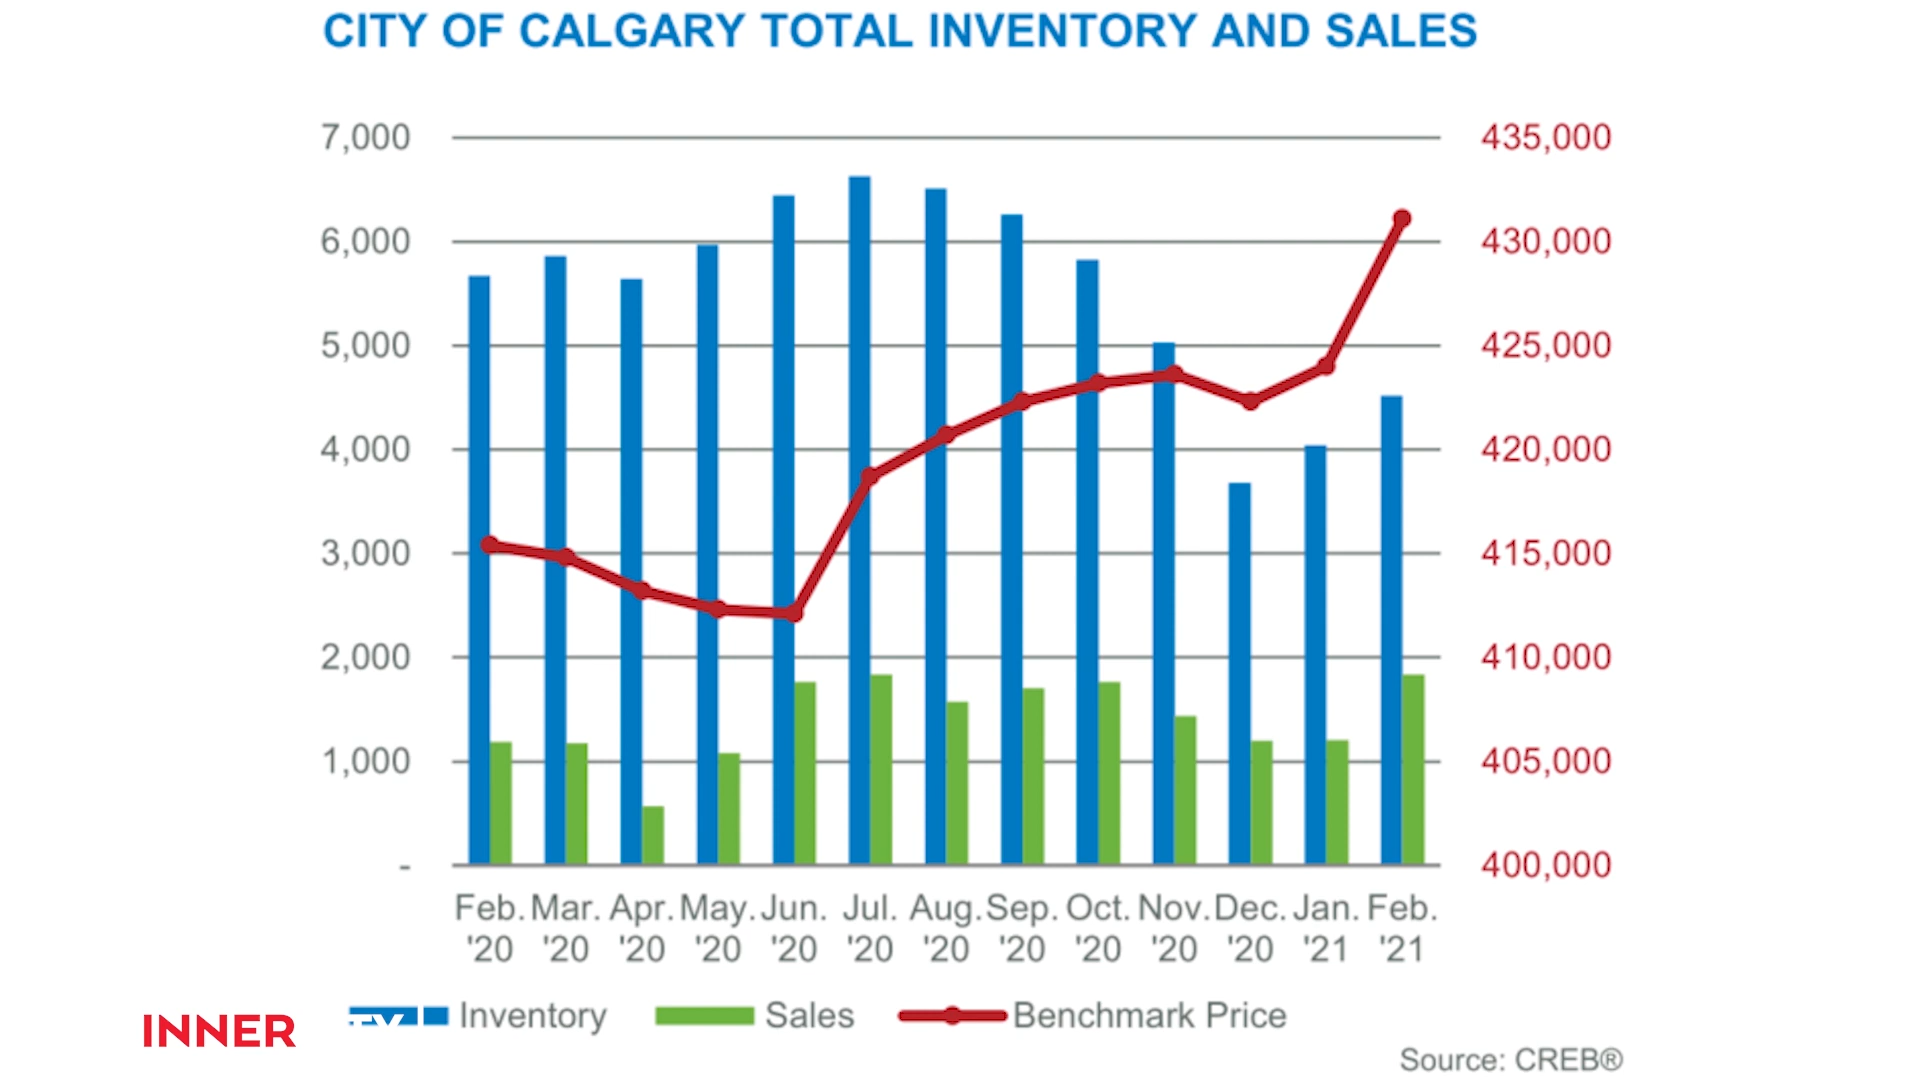 CITY OF CALGARY TOTAL INVENTORY AND SALES
7,000 435,000
6,000 430,000
5,000 425,000
4,000 420,000
3,000 415,000
2,000 410,000
1,000 405,000
- 400,000
Feb. Mar. Apr. May. Jun. Jul. Aug. Sep. Oct. Nov. Dec. Jan. Feb.
'20 '20 '20 '20 '20 '20 '20 '20 '20 '20 '20 '21 '21
INNER Inventory Sales Benchmark Price
Source: CREB®